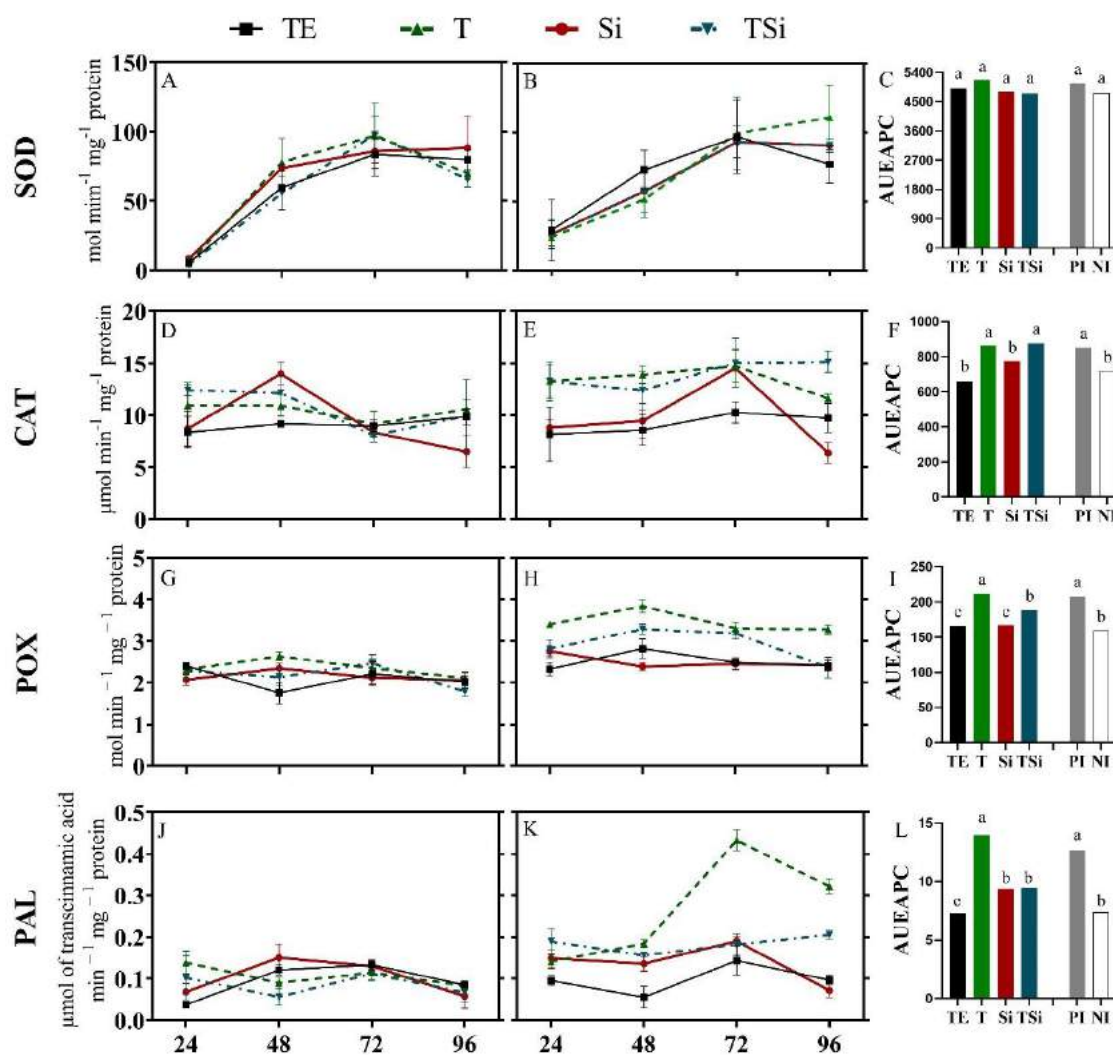 TE T Si TSi
SOD
mol mim-1 mg-1 protein
150
100
50
0
A
B
C
AUEAPC
5400
4500
3600
2700
1800
900
0
a a a a a a
TE T Si TSi PI NI
CAT
µmol min-1 mg-1 protein
20
15
10
5
0
D
E
F
AUEAPC
1000
800
600
400
200
0
b a b a a b
TE T Si TSi PI NI
POX
mol min −1 mg −1 protein
5
4
3
2
1
0
G
H
I
AUEAPC
250
200
150
100
50
0
c a c b a b
TE T Si TSi PI NI
PAL
µmol of transcinnamic acid
min −1 mg −1 protein
0.5
0.4
0.3
0.2
0.1
0.0
J
K
L
AUEAPC
15
10
5
0
c a b b a b
TE T Si TSi PI NI
24 48 72 96
24 48 72 96